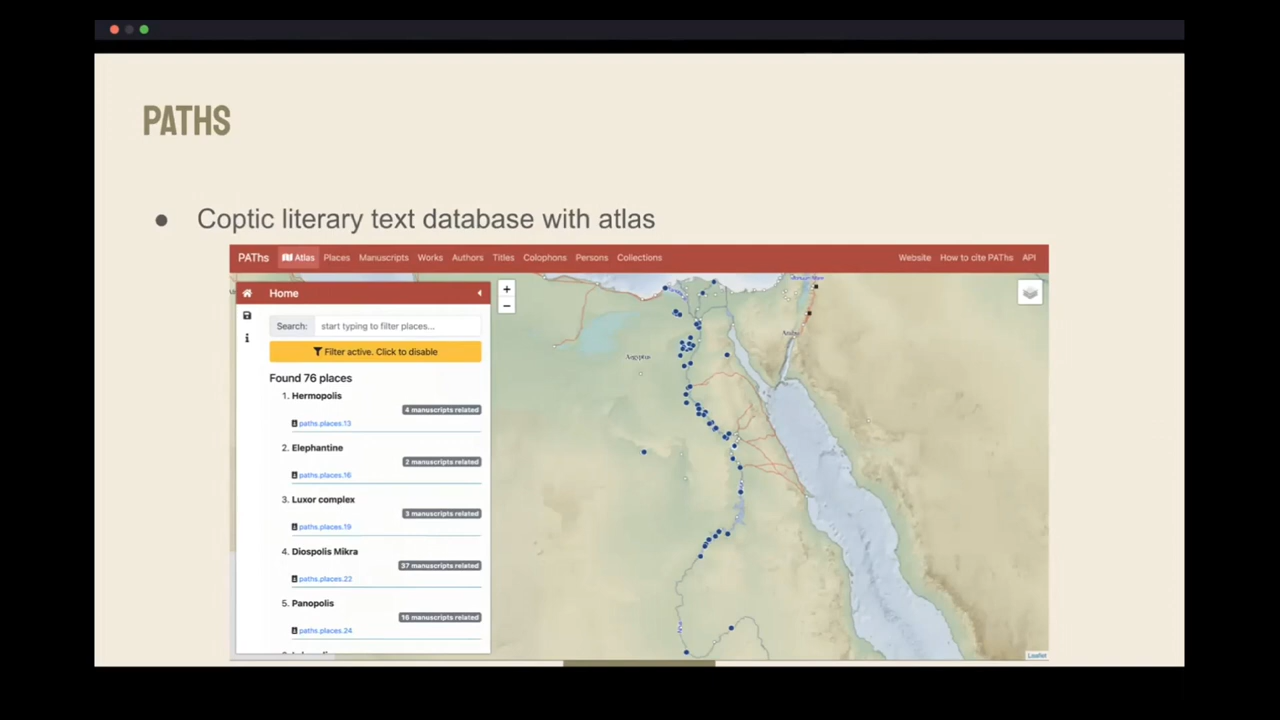 PATHS
● Coptic literary text database with atlas
PAThs Atlas Places Manuscripts Works Authors Titles Colophons Persons Collections Website How to cite PAThs API
Home
Search: start typing to filter places...
Filter active. Click to disable
Found 76 places
1. Hermopolis
4 manuscripts related
paths.places.13
2. Elephantine
2 manuscripts related
paths.places.16
3. Luxor complex
3 manuscripts related
paths.places.19
4. Diospolis Mikra
37 manuscripts related
paths.places.22
5. Panopolis
16 manuscripts related
paths.places.24
+
−
Aegyptus
Leaflet